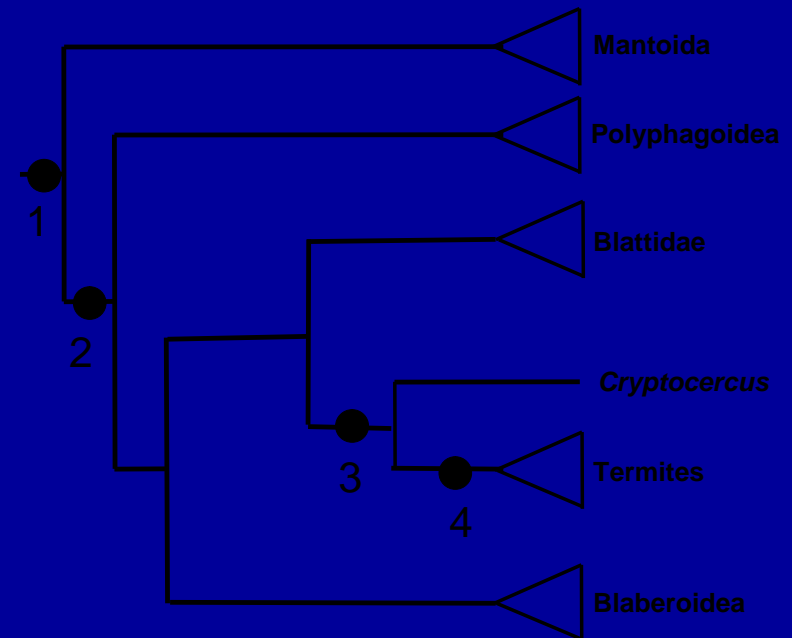 Mantoida
Polyphagoidea
1
Blattidae
2
Cryptocercus
3
Termites
4
Blaberoidea